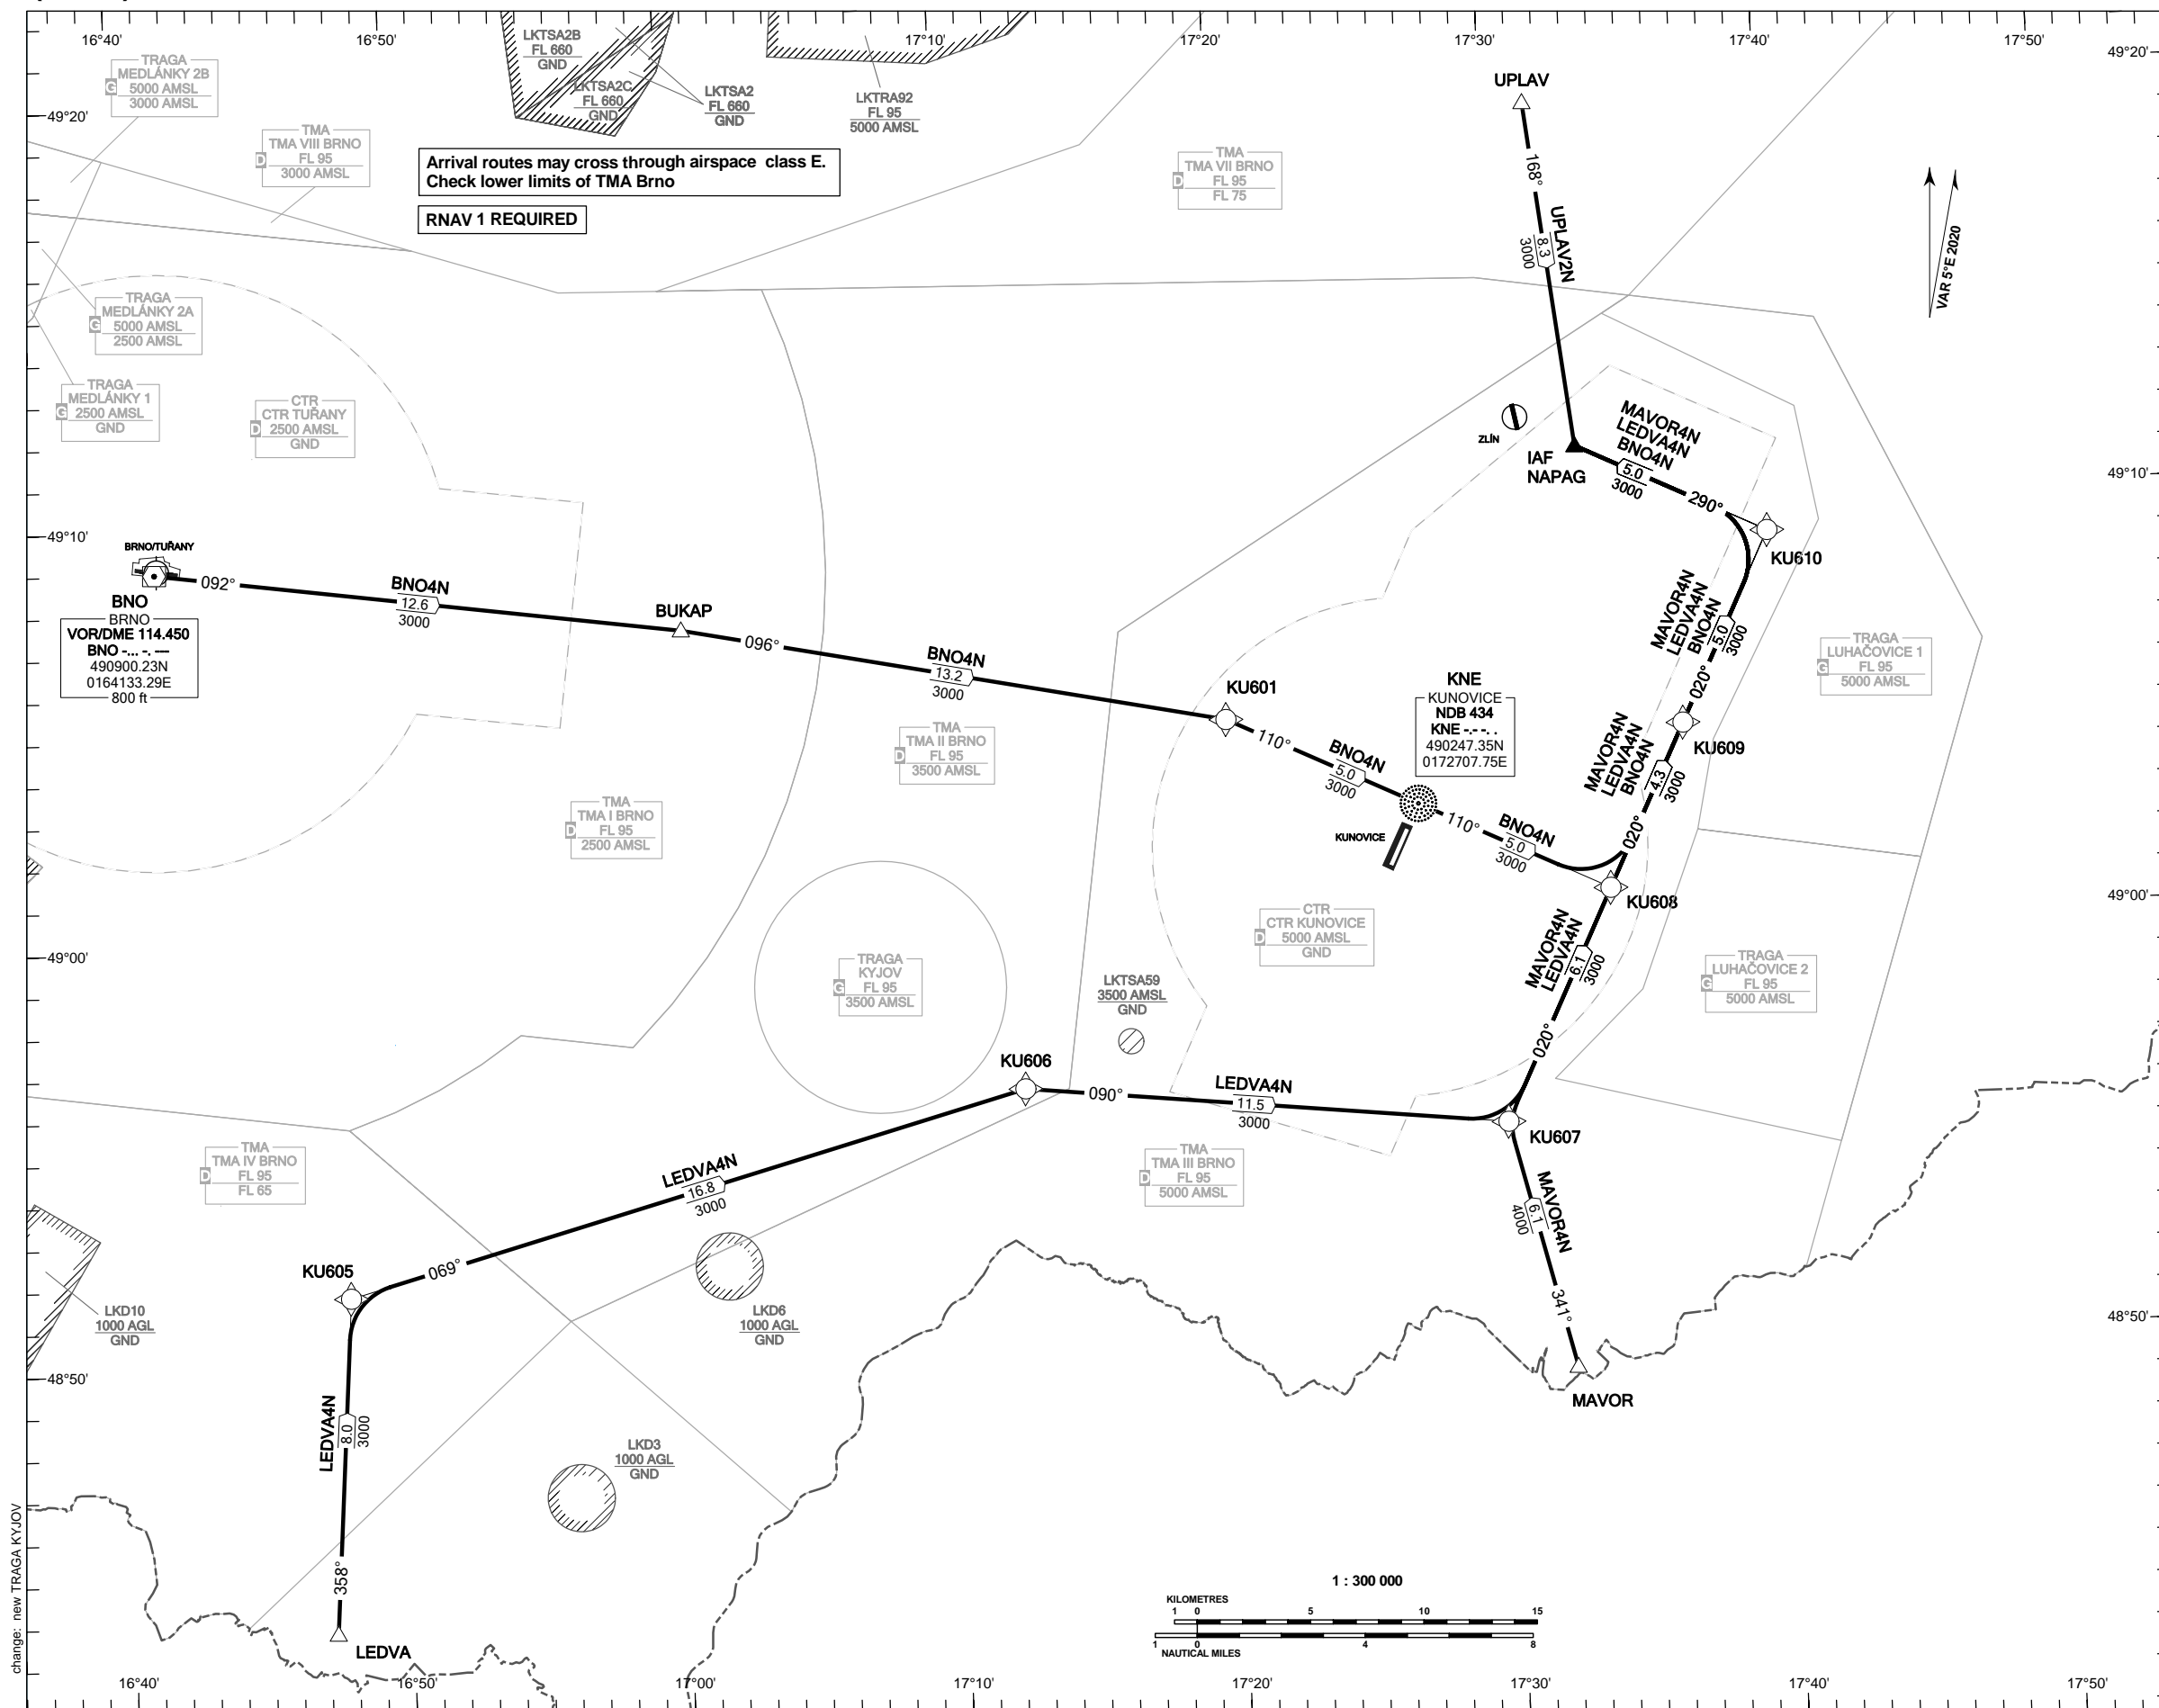 16°40'
16°50'
17°10'
17°20'
17°30'
17°40'
17°50'
49°20'
49°20'
TRAGA
MEDLÁNKY 2B
G
5000 AMSL
3000 AMSL
TMA
TMA VIII BRNO
D
FL 95
3000 AMSL
LKTSA2B
FL 660
GND
LKTSA2C
FL 660
GND
LKTSA2
FL 660
GND
LKTRA92
FL 95
5000 AMSL
Arrival routes may cross through airspace class E.
Check lower limits of TMA Brno
RNAV 1 REQUIRED
TMA
TMA VII BRNO
D
FL 95
FL 75
UPLAV
168°
UPLAV2N
8.3
3000
VAR 5°E 2020
TRAGA
MEDLÁNKY 2A
G
5000 AMSL
2500 AMSL
TRAGA
MEDLÁNKY 1
G
2500 AMSL
GND
CTR
CTR TUŘANY
D
2500 AMSL
GND
ZLÍN
IAF
NAPAG
MAVOR4N
LEDVA4N
BNO4N
5.0
3000
290°
KU610
49°10'
49°10'
BRNO/TUŘANY
BNO
BRNO
VOR/DME 114.450
BNO -... -. ---
490900.23N
0164133.29E
800 ft
092°
BNO4N
12.6
3000
BUKAP
096°
BNO4N
13.2
3000
KU601
110°
BNO4N
5.0
3000
KNE
KUNOVICE
NDB 434
KNE -.- -. .
490247.35N
0172707.75E
KUNOVICE
110°
BNO4N
5.0
3000
MAVOR4N
LEDVA4N
BNO4N
5.0
3000
020°
KU609
MAVOR4N
LEDVA4N
BNO4N
4.3
3000
020°
KU608
TRAGA
LUHAČOVICE 1
G
FL 95
5000 AMSL
TMA
TMA II BRNO
D
FL 95
3500 AMSL
TMA
TMA I BRNO
D
FL 95
2500 AMSL
49°00'
49°00'
CTR
CTR KUNOVICE
D
5000 AMSL
GND
MAVOR4N
LEDVA4N
6.1
3000
020°
TRAGA
LUHAČOVICE 2
G
FL 95
5000 AMSL
TRAGA
KYJOV
G
FL 95
3500 AMSL
LKTSA59
3500 AMSL
GND
KU606
090°
LEDVA4N
11.5
3000
KU607
TMA
TMA IV BRNO
D
FL 95
FL 65
LEDVA4N
16.8
3000
TMA
TMA III BRNO
D
FL 95
5000 AMSL
MAVOR4N
6.1
4000
341°
MAVOR
KU605
069°
LKD10
1000 AGL
GND
LKD6
1000 AGL
GND
48°50'
48°50'
LEDVA4N
8.0
3000
358°
LEDVA
LKD3
1000 AGL
GND
1 : 300 000
KILOMETRES
1 0 5 10 15
1 0 4 8
NAUTICAL MILES
change: new TRAGA KYJOV
16°40'
16°50'
17°00'
17°10'
17°20'
17°30'
17°40'
17°50'